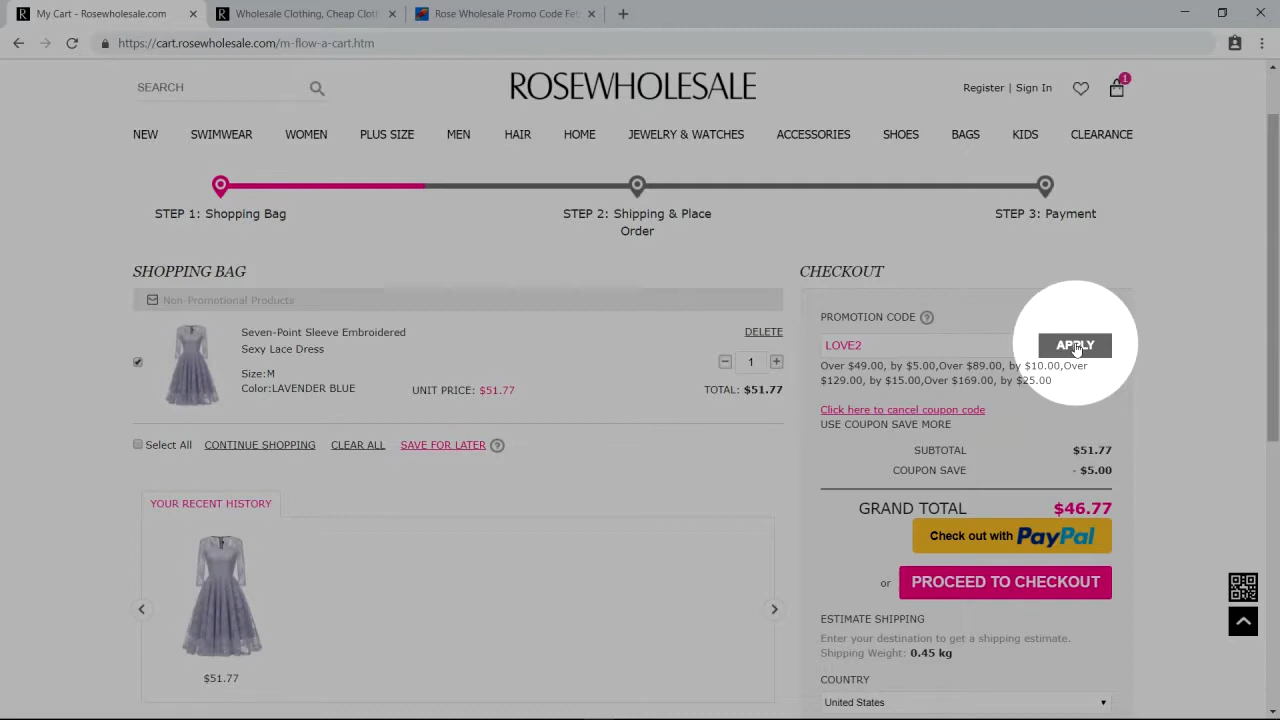 My Cart - Rosewholesale.com
Wholesale Clothing, Cheap Cloth
Rose Wholesale Promo Code Fet
https://cart.rosewholesale.com/m-flow-a-cart.htm
SEARCH
ROSEWHOLESALE
Register | Sign In
1
NEW SWIMWEAR WOMEN PLUS SIZE MEN HAIR HOME JEWELRY & WATCHES ACCESSORIES SHOES BAGS KIDS CLEARANCE
STEP 1: Shopping Bag
STEP 2: Shipping & Place
Order
STEP 3: Payment
SHOPPING BAG
Non-Promotional Products
Seven-Point Sleeve Embroidered
Sexy Lace Dress
Size:M
Color:LAVENDER BLUE
UNIT PRICE: $51.77
DELETE
1
TOTAL: $51.77
Select All CONTINUE SHOPPING CLEAR ALL SAVE FOR LATER ?
YOUR RECENT HISTORY
$51.77
CHECKOUT
PROMOTION CODE ?
LOVE2
APPLY
Over $49.00, by $5.00,Over $89.00, by $10.00,Over
$129.00, by $15.00,Over $169.00, by $25.00
Click here to cancel coupon code
USE COUPON SAVE MORE
SUBTOTAL $51.77
COUPON SAVE - $5.00
GRAND TOTAL $46.77
Check out with PayPal
or PROCEED TO CHECKOUT
ESTIMATE SHIPPING
Enter your destination to get a shipping estimate.
Shipping Weight: 0.45 kg
COUNTRY
United States